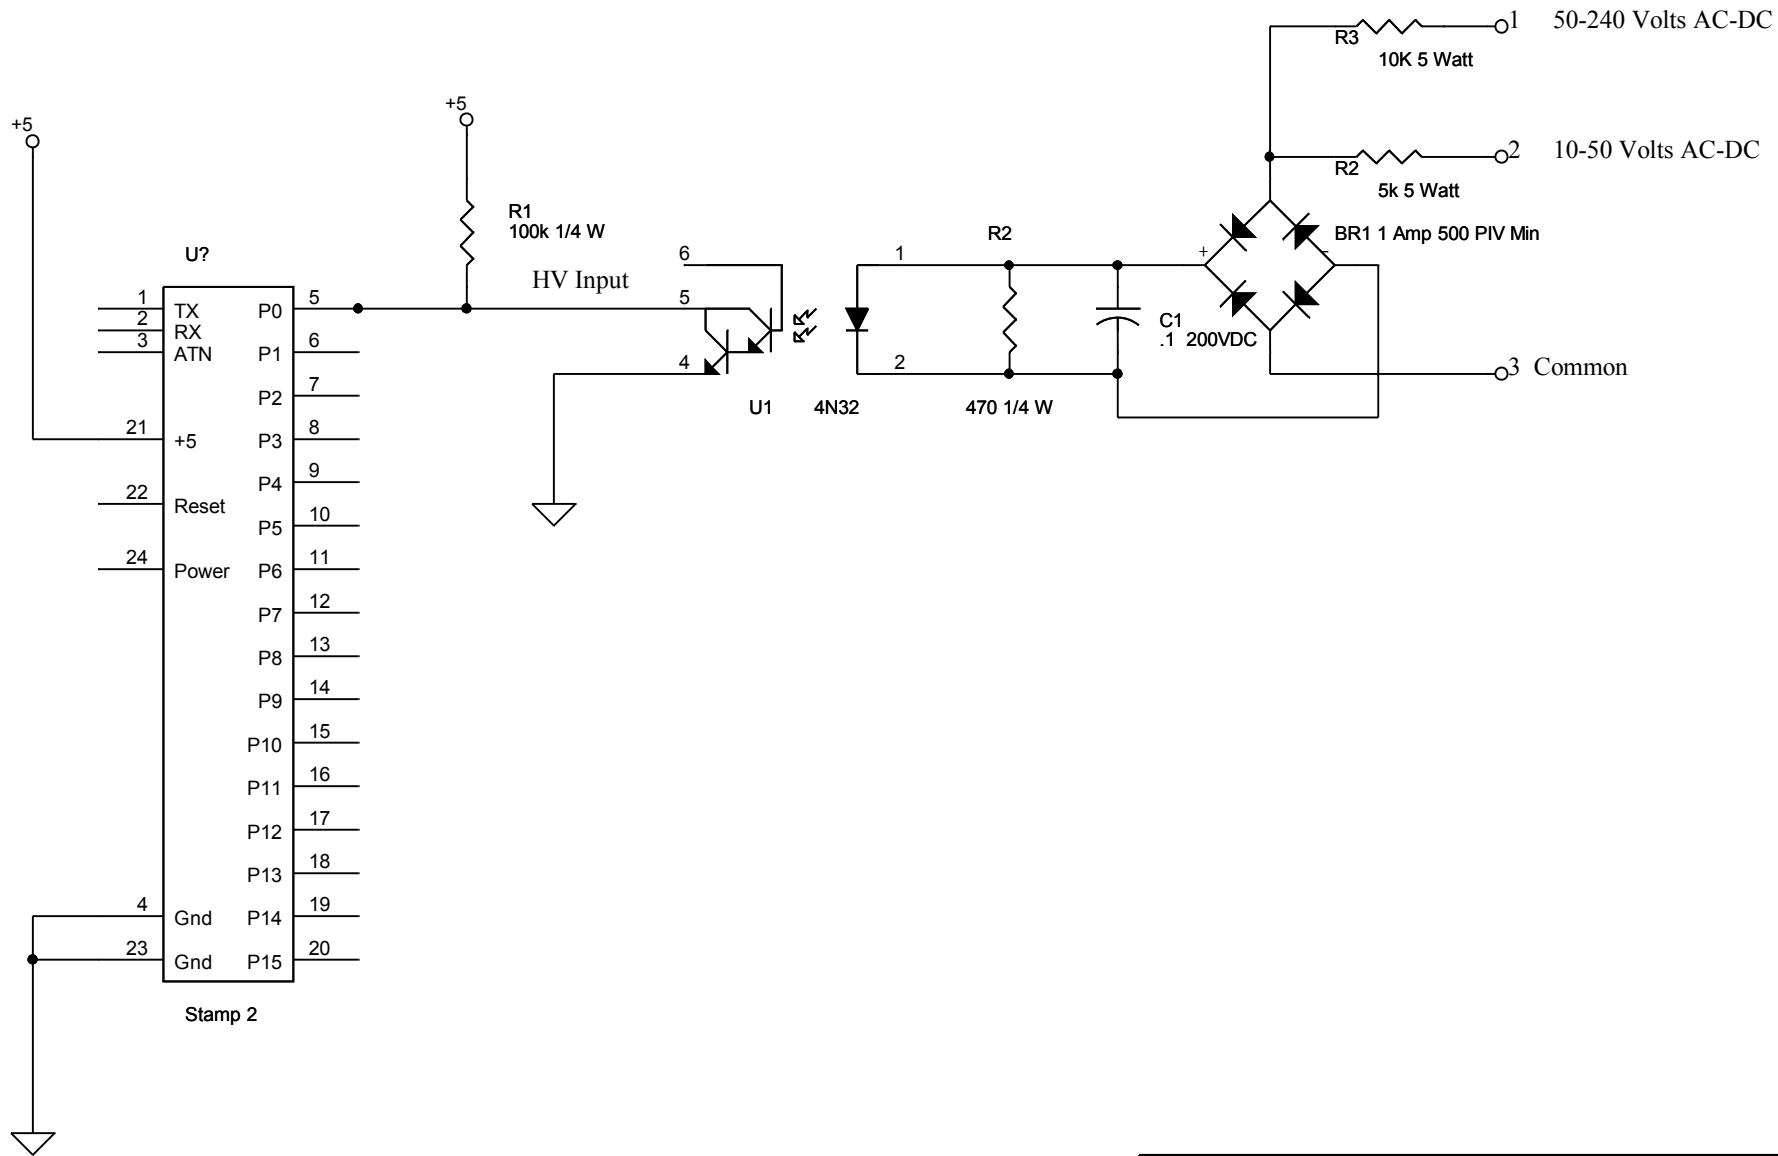 1 50-240 Volts AC-DC
R3
10K 5 Watt
+5
+5
2 10-50 Volts AC-DC
R2
5k 5 Watt
R1
100k 1/4 W
R2
BR1 1 Amp 500 PIV Min
U?
6
1
+
-
HV Input
1
TX
P0
5
5
2
RX
3
ATN
P1
6
C1
.1 200VDC
4
2
3 Common
P2
7
U1
4N32
470 1/4 W
21
+5
P3
8
P4
9
22
Reset
P5
10
24
Power
P6
11
P7
12
P8
13
P9
14
P10
15
P11
16
P12
17
P13
18
4
Gnd
P14
19
23
Gnd
P15
20
Stamp 2